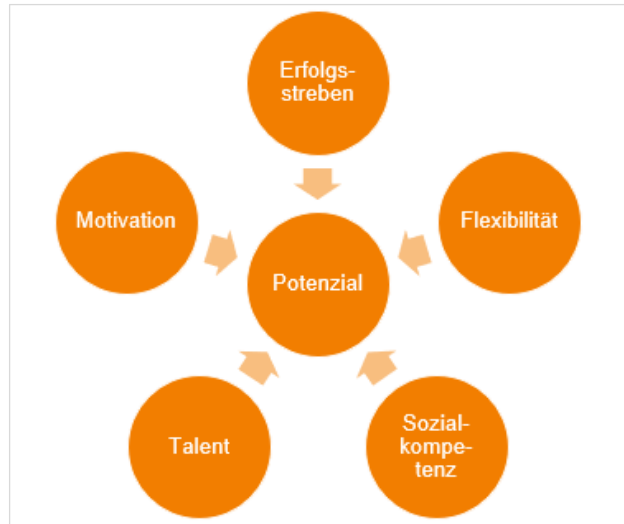 Erfolgs-
streben
Motivation
Flexibilität
Potenzial
Talent
Sozial-
kompe-
tenz